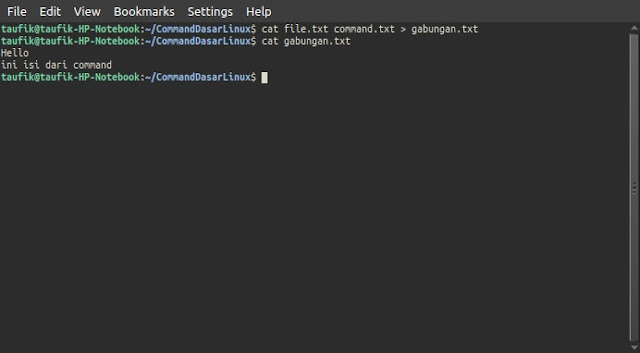 File Edit View Bookmarks Settings Help
taufik@taufik-HP-Notebook:~/CommandDasarLinux$ cat file.txt command.txt > gabungan.txt
taufik@taufik-HP-Notebook:~/CommandDasarLinux$ cat gabungan.txt
Hello
ini isi dari command
taufik@taufik-HP-Notebook:~/CommandDasarLinux$